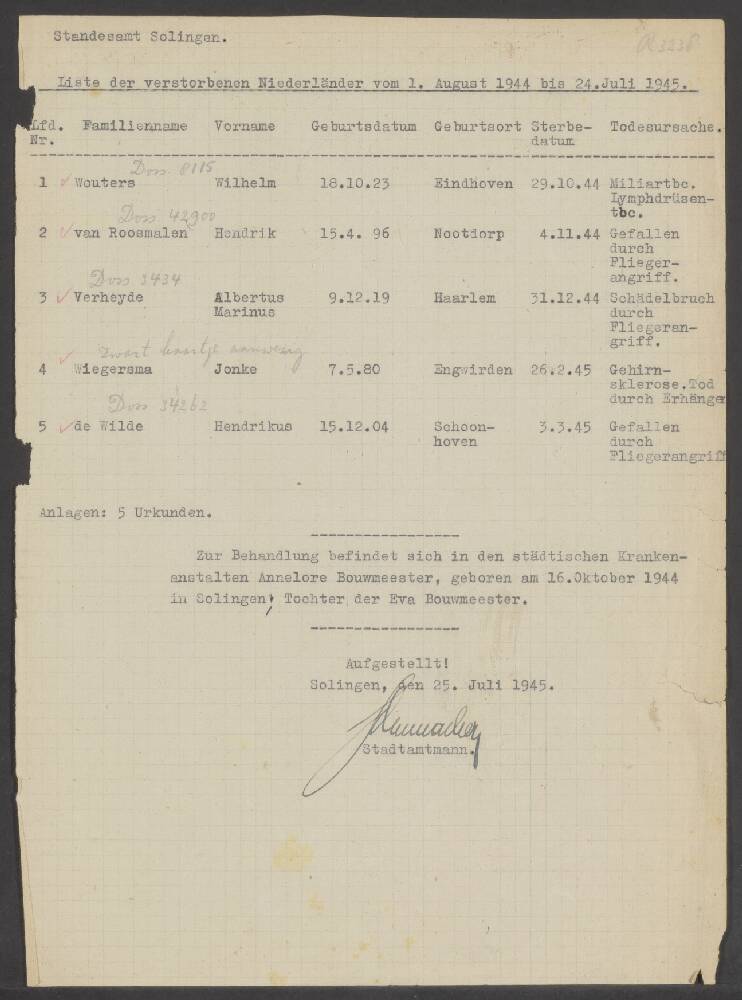 Standesamt Solingen.
R 3238
Liste der verstorbenen Niederländer vom 1. August 1944 bis 24.Juli 1945.
Lfd. Familienname Vorname Geburtsdatum Geburtsort Sterbe- Todesursache.
Nr. datum
Doss 8115
1 Wouters Wilhelm 18.10.23 Eindhoven 29.10.44 Miliartbc.
Lymphdrüsen-
tbc.
Doss 42900
2 van Roosmalen Hendrik 15.4. 96 Nootdorp 4.11.44 Gefallen
durch
Flieger-
angriff.
Doss 3434
3 Verheyde Albertus 9.12.19 Haarlem 31.12.44 Schädelbruch
Marinus durch
Fliegeran-
griff.
Zwart kaartje aanwezig
4 Wiegersma Jonke 7.5.80 Engwirden 26.2.45 Gehirn-
sklerose.Tod
durch Erhängen
Doss 34262
5 de Wilde Hendrikus 15.12.04 Schoon- 3.3.45 Gefallen
hoven durch
Fliegerangriff
Anlagen: 5 Urkunden.
Zur Behandlung befindet sich in den städtischen Kranken-
anstalten Annelore Bouwmeester, geboren am 16.Oktober 1944
in Solingen, Tochter der Eva Bouwmeester.
Aufgestellt!
Solingen, den 25. Juli 1945.
Stadtamtmann.